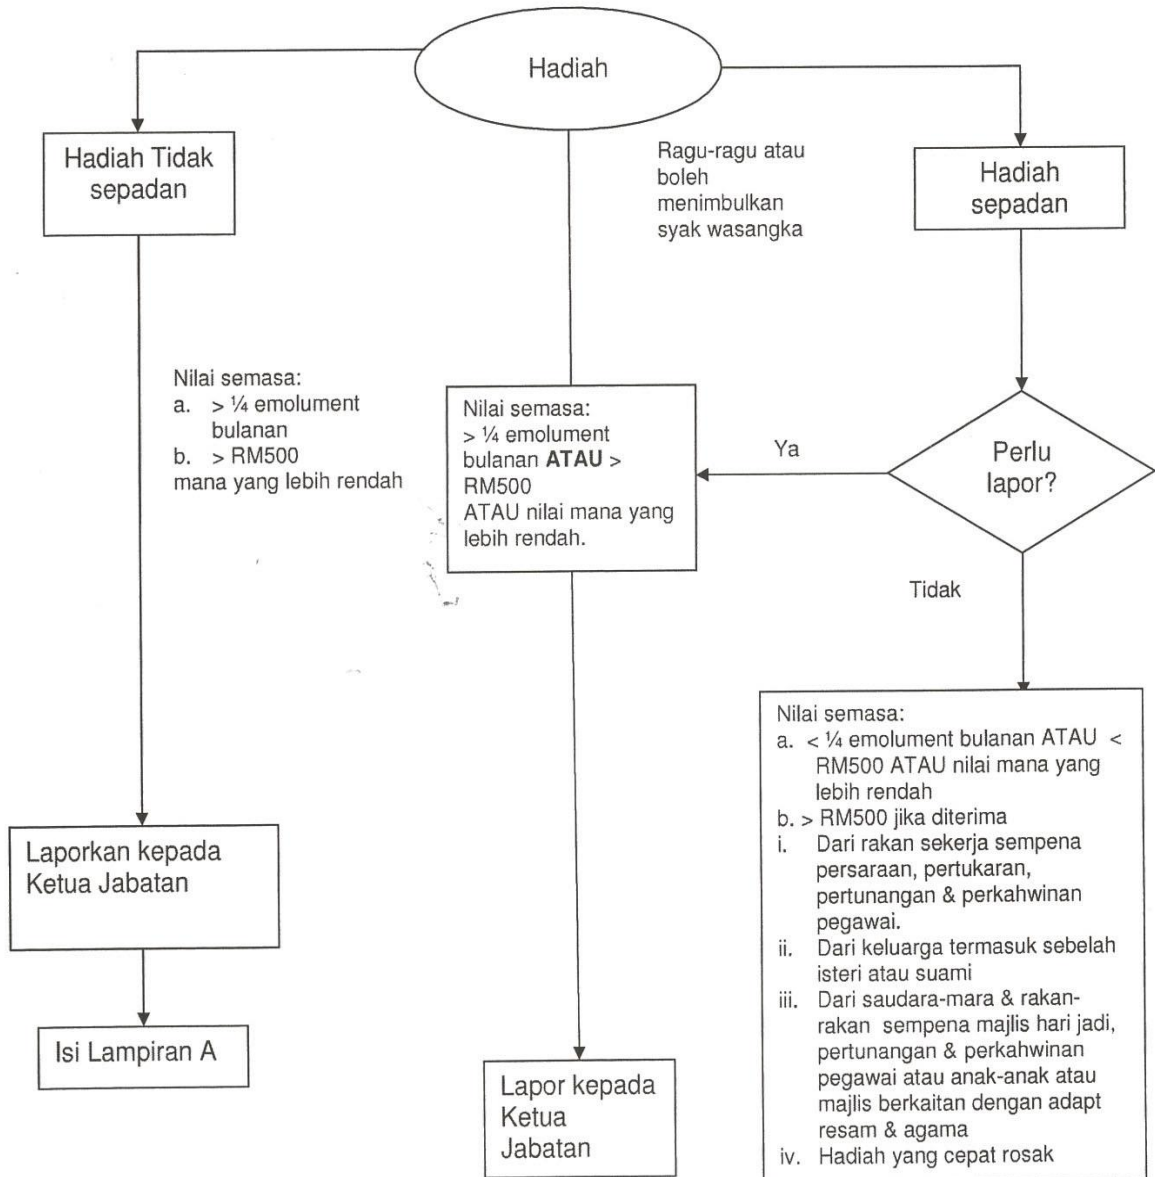 Hadiah
Hadiah Tidak
sepadan
Ragu-ragu atau
boleh
menimbulkan
syak wasangka
Hadiah
sepadan
Nilai semasa:
a. > ¼ emolument
bulanan
b. > RM500
mana yang lebih rendah
Nilai semasa:
> ¼ emolument
bulanan ATAU >
RM500
ATAU nilai mana yang
lebih rendah.
Ya
Perlu
lapor?
Tidak
Nilai semasa:
a. < ¼ emolument bulanan ATAU <
RM500 ATAU nilai mana yang
lebih rendah
b. > RM500 jika diterima
i. Dari rakan sekerja sempena
persaraan, pertukaran,
pertunangan & perkahwinan
pegawai.
ii. Dari keluarga termasuk sebelah
isteri atau suami
iii. Dari saudara-mara & rakan-
rakan sempena majlis hari jadi,
pertunangan & perkahwinan
pegawai atau anak-anak atau
majlis berkaitan dengan adapt
resam & agama
iv. Hadiah yang cepat rosak
Laporkan kepada
Ketua Jabatan
Isi Lampiran A
Lapor kepada
Ketua
Jabatan